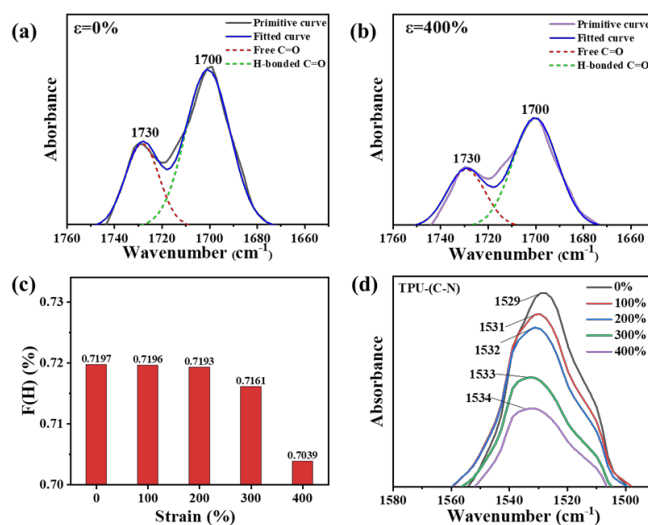 (a)
ε=0%
Primitive curve
Fitted curve
Free C=O
H-bonded C=O
1700
1730
Aborbance
1760 1740 1720 1700 1680 1660
Wavenumber (cm-1)
(b)
ε=400%
Primitive curve
Fitted curve
Free C=O
H-bonded C=O
1700
1730
Aborbance
1760 1740 1720 1700 1680 1660
Wavenumber (cm-1)
(c)
0.73
0.72
0.71
0.70
F(H) (%)
0.7197
0.7196
0.7193
0.7161
0.7039
0 100 200 300 400
Strain (%)
(d)
TPU-(C-N)
0%
100%
200%
300%
400%
1529
1531
1532
1533
1534
Absorbance
1580 1560 1540 1520 1500
Wavenumber (cm-1)